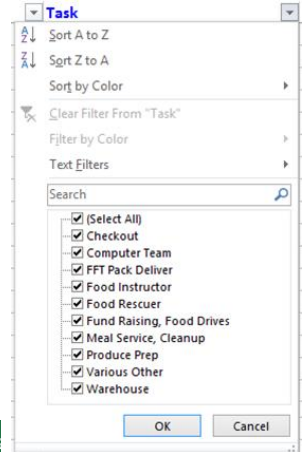 Task
Sort A to Z
Sort Z to A
Sort by Color
Clear Filter From "Task"
Filter by Color
Text Filters
Search
(Select All)
Checkout
Computer Team
FFT Pack Deliver
Food Instructor
Food Rescuer
Fund Raising, Food Drives
Meal Service, Cleanup
Produce Prep
Various Other
Warehouse
OK Cancel